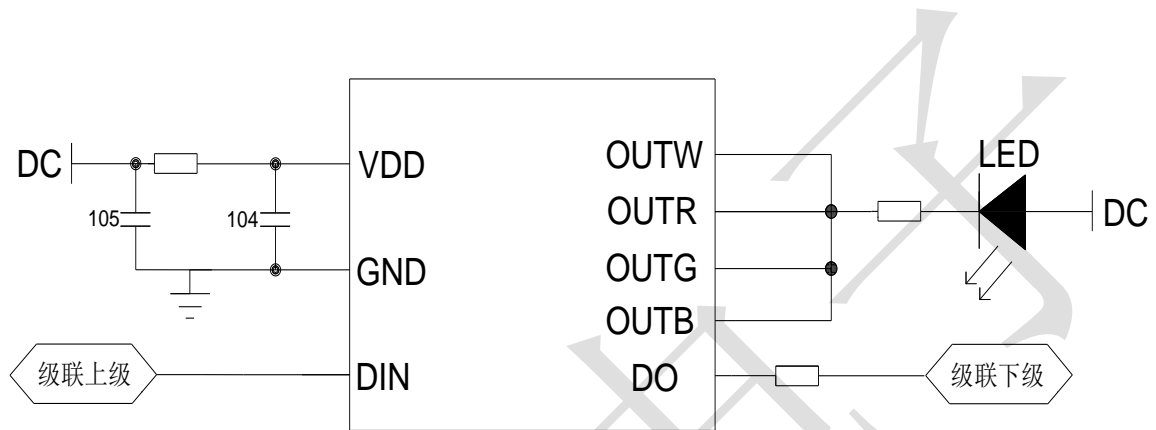 DC
105
104
VDD
GND
DIN
级联上级
OUTW
OUTR
OUTG
OUTB
DO
LED
DC
级联下级